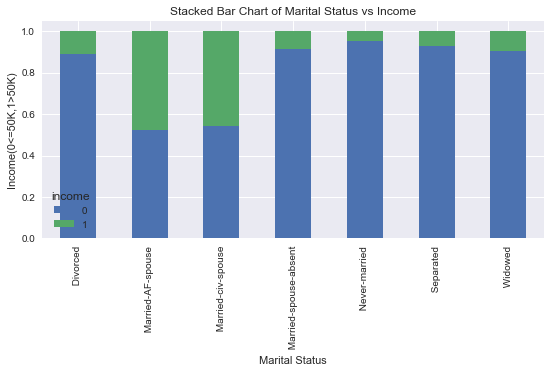 Stacked Bar Chart of Marital Status vs Income
Income(0<=50K,1>50K)
1.0
0.8
0.6
0.4
0.2
0.0
income
0
1
Divorced
Married-AF-spouse
Married-civ-spouse
Married-spouse-absent
Never-married
Separated
Widowed
Marital Status